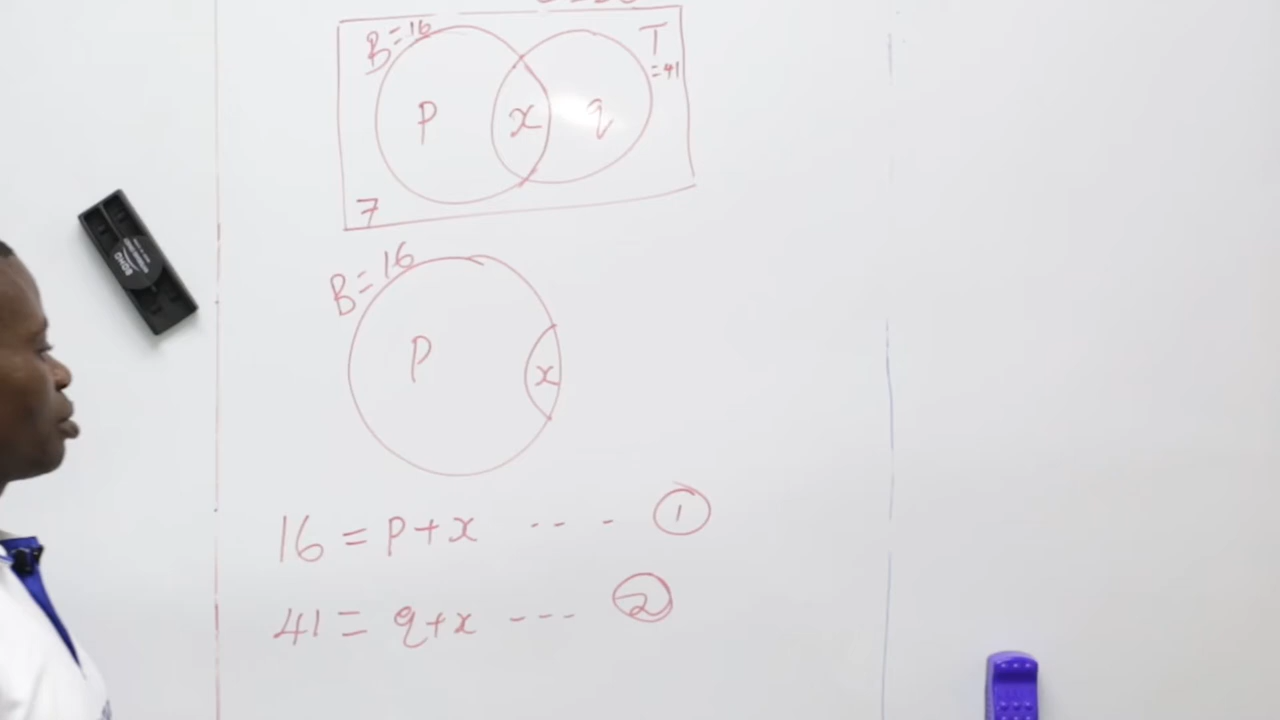 B=16
T
=41
p
x
q
7
B=16
p
x
16 = p+x ---- ①
41 = q+x ---- ②